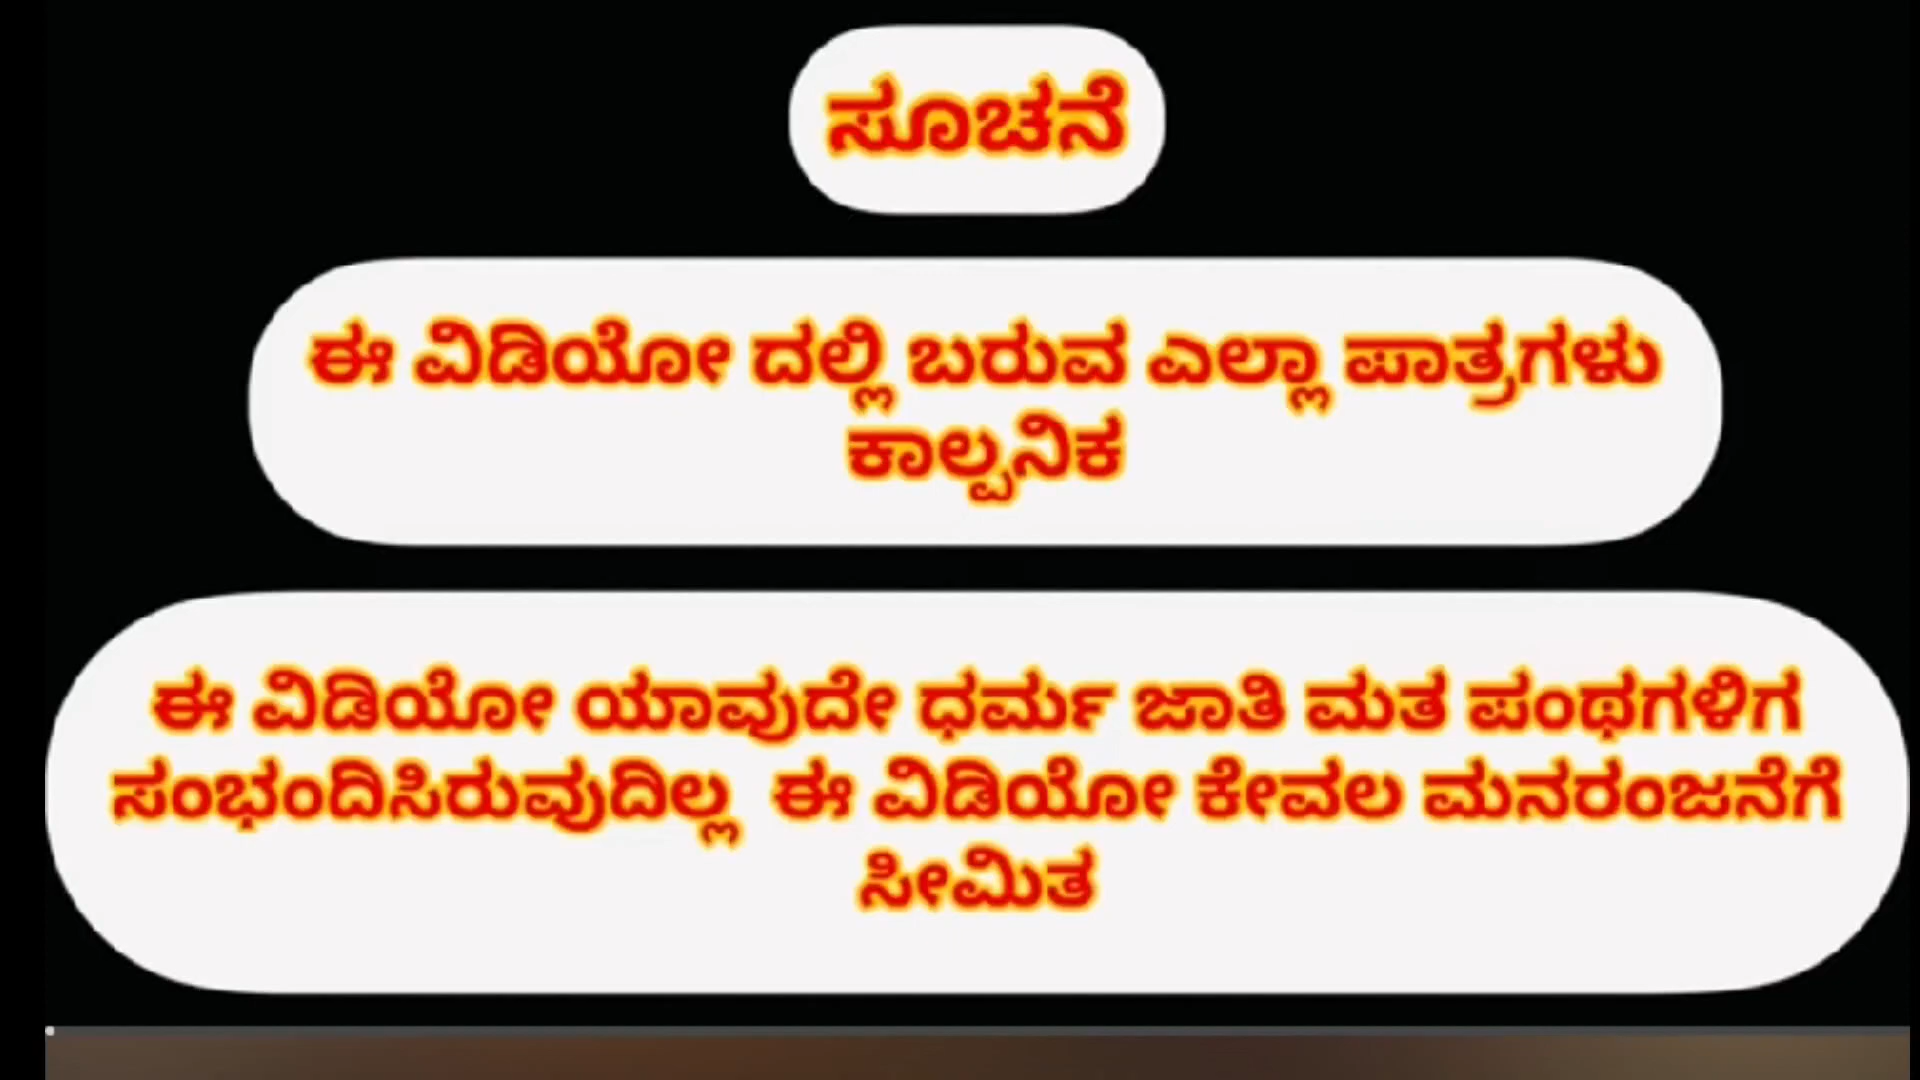 ಸೂಚನೆ
ಈ ವಿಡಿಯೋ ದಲ್ಲಿ ಬರುವ ಎಲ್ಲಾ ಪಾತ್ರಗಳು
ಕಾಲ್ಪನಿಕ
ಈ ವಿಡಿಯೋ ಯಾವುದೇ ಧರ್ಮ ಜಾತಿ ಮತ ಪಂಥಗಳಿಗ
ಸಂಭಂದಿಸಿರುವುದಿಲ್ಲ ಈ ವಿಡಿಯೋ ಕೇವಲ ಮನರಂಜನೆಗೆ
ಸೀಮಿತ